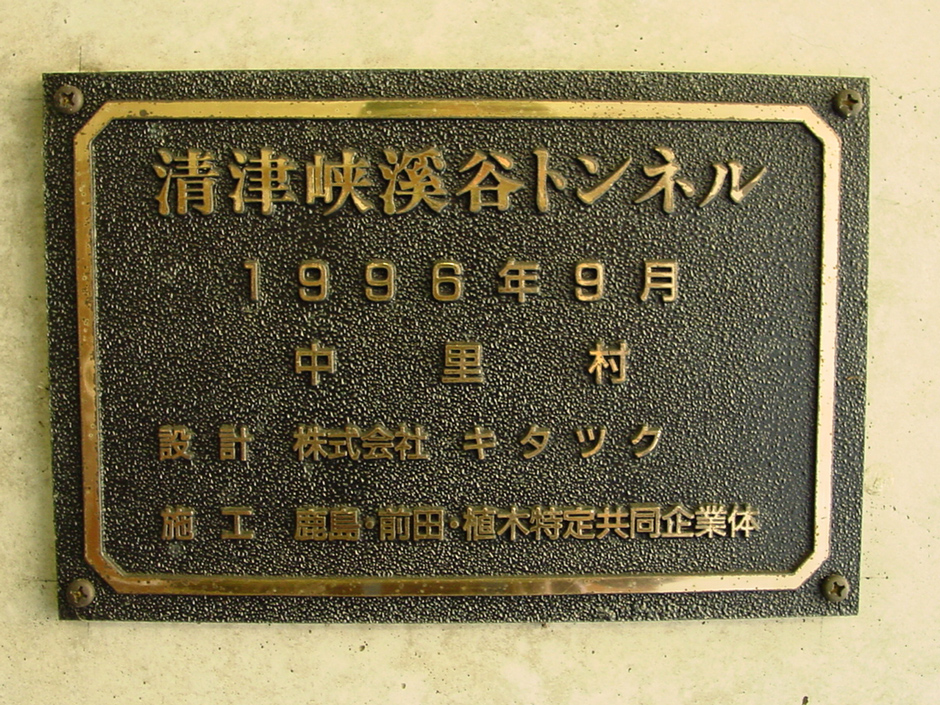 清津峡溪谷トンネル
1996年9月
中里村
設計 株式会社 キタツク
施工 鹿島・前田・植木特定共同企業体